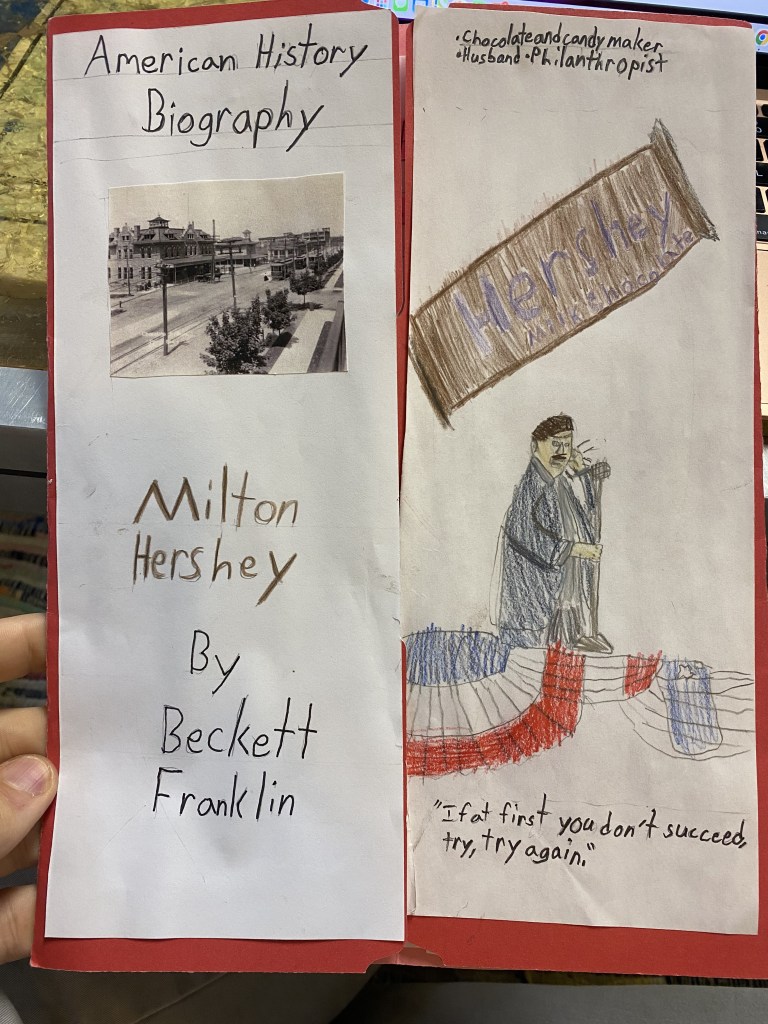 American History
Biography
Milton
Hershey
By
Beckett
Franklin
•Chocolate and candy maker
•Husband •Philanthropist
Hershey
Milk Chocolate
"If at first you don't succeed,
try, try again."